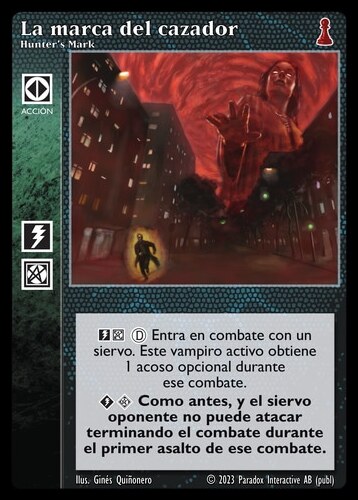 La marca del cazador
Hunter's Mark
ACCIÓN
D Entra en combate con un
siervo. Este vampiro activo obtiene
1 acoso opcional durante
ese combate.
Como antes, y el siervo
oponente no puede atacar
terminando el combate durante
el primer asalto de ese combate.
Ilus. Ginés Quiñonero © 2023 Paradox Interactive AB (publ)